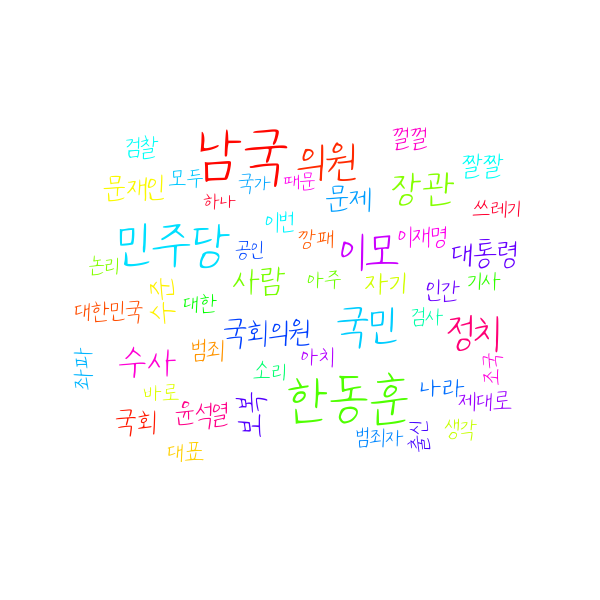 남국
의원
껄껄
검찰
짤짤
문재인
모두
국가
때문
문제
장관
하나
쓰레기
민주당
이번
공인
깡패
이모
이재명
대통령
논리
사람
아주
자기
인간
기사
수준
대한
대한민국
국회의원
국민
검사
정치
좌파
수사
범죄
소리
아치
조국
바로
한동훈
나라
제대로
국회
윤석열
모욕
범죄자
출신
생각
대표